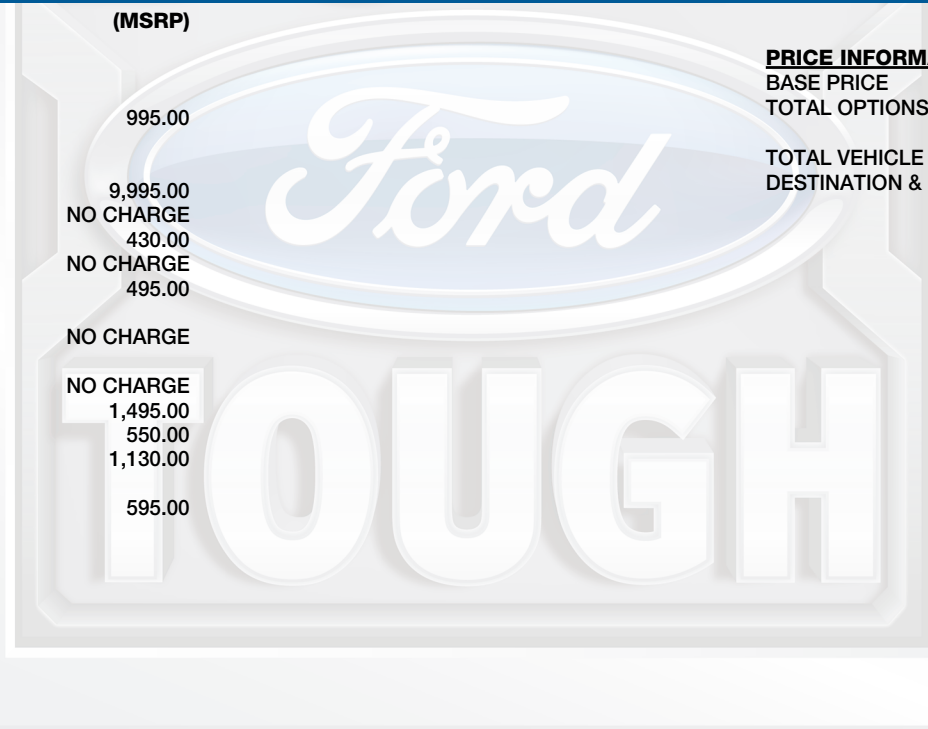 (MSRP)
995.00
9,995.00
NO CHARGE
430.00
NO CHARGE
495.00
NO CHARGE
NO CHARGE
1,495.00
550.00
1,130.00
595.00
PRICE INFORMA
BASE PRICE
TOTAL OPTIONS
TOTAL VEHICLE
DESTINATION &
Ford
TOUGH